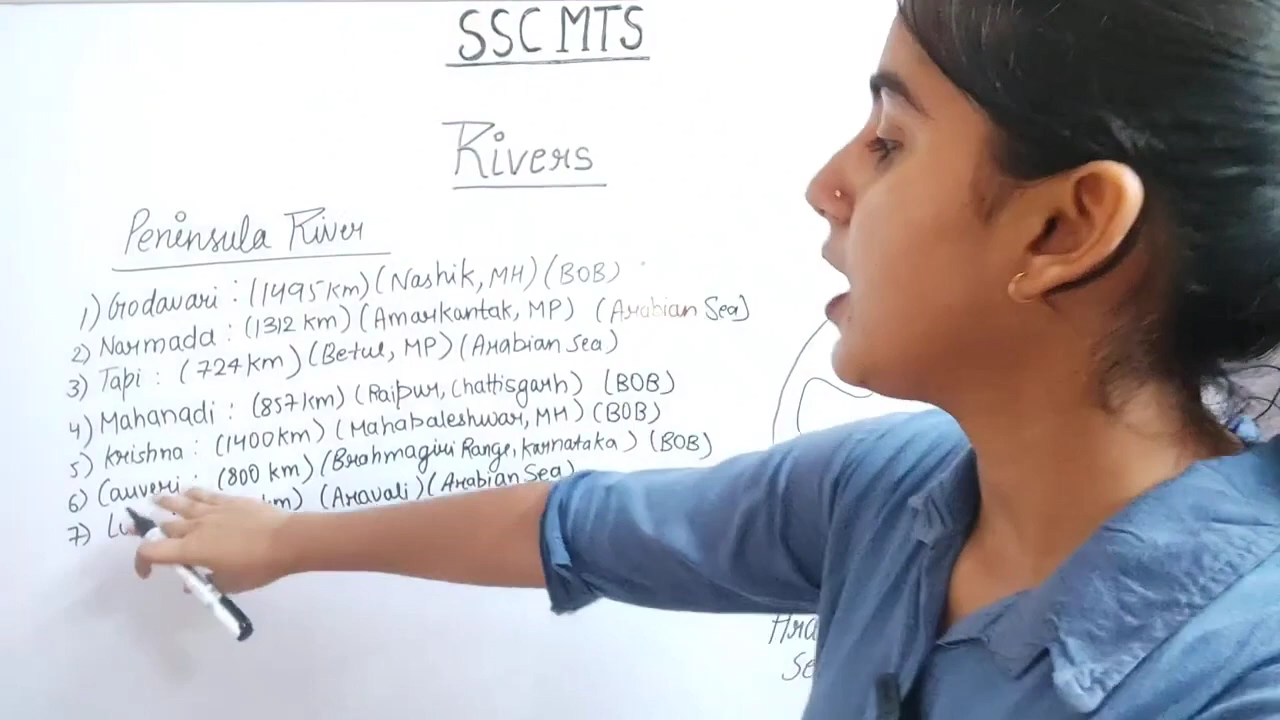 SSC MTS
Rivers
Peninsula River
1) Godavari : (1495 km) (Nashik, MH) (BOB)
2) Narmada : (1312 km) (Amarkantak, MP) (Arabian Sea)
3) Tapi : (724 km) (Betul, MP) (Arabian sea)
4) Mahanadi : (857 km) (Raipur, Chattisgarh) (BOB)
5) Krishna : (1400 km) (Mahabaleshwar, MH) (BOB)
6) Cauveri : (800 km) (Brahmagiri Range, Karnataka) (BOB)
7) km) (Aravali) (Arabian Sea)